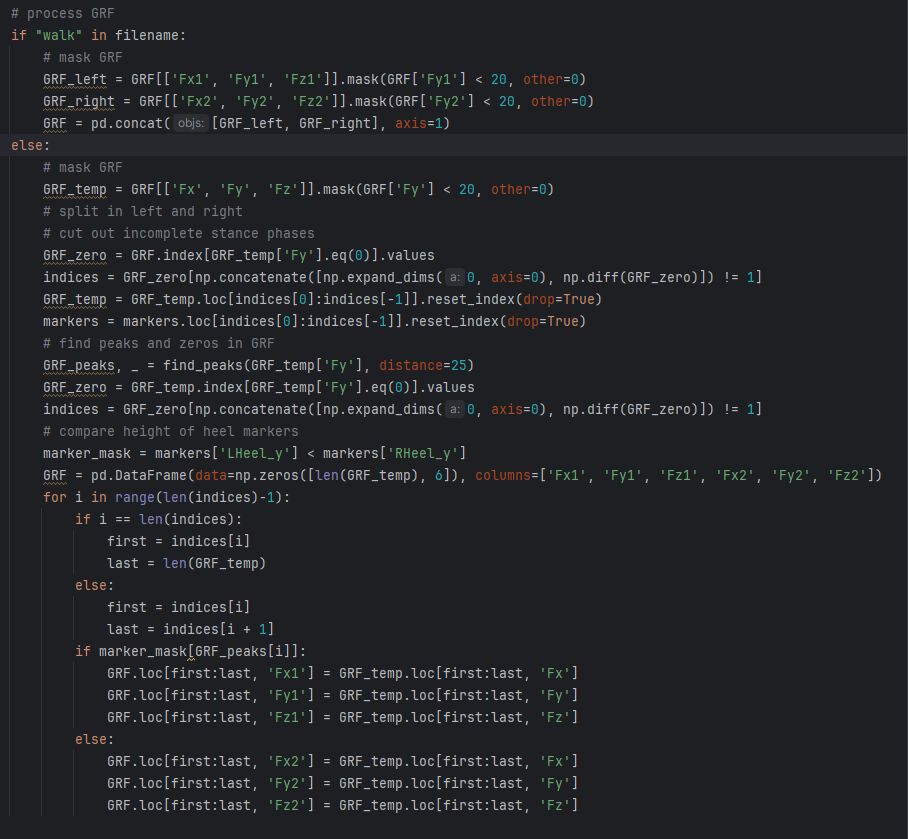 # process GRF
if "walk" in filename:
    # mask GRF
    GRF_left = GRF[['Fx1', 'Fy1', 'Fz1']].mask(GRF['Fy1'] < 20, other=0)
    GRF_right = GRF[['Fx2', 'Fy2', 'Fz2']].mask(GRF['Fy2'] < 20, other=0)
    GRF = pd.concat( objs: [GRF_left, GRF_right], axis=1)
else:
    # mask GRF
    GRF_temp = GRF[['Fx', 'Fy', 'Fz']].mask(GRF['Fy'] < 20, other=0)
    # split in left and right
    # cut out incomplete stance phases
    GRF_zero = GRF.index[GRF_temp['Fy'].eq(0)].values
    indices = GRF_zero[np.concatenate([np.expand_dims( a: 0, axis=0), np.diff(GRF_zero)]) != 1]
    GRF_temp = GRF_temp.loc[indices[0]:indices[-1]].reset_index(drop=True)
    markers = markers.loc[indices[0]:indices[-1]].reset_index(drop=True)
    # find peaks and zeros in GRF
    GRF_peaks, _ = find_peaks(GRF_temp['Fy'], distance=25)
    GRF_zero = GRF_temp.index[GRF_temp['Fy'].eq(0)].values
    indices = GRF_zero[np.concatenate([np.expand_dims( a: 0, axis=0), np.diff(GRF_zero)]) != 1]
    # compare height of heel markers
    marker_mask = markers['LHeel_y'] < markers['RHeel_y']
    GRF = pd.DataFrame(data=np.zeros([len(GRF_temp), 6]), columns=['Fx1', 'Fy1', 'Fz1', 'Fx2', 'Fy2', 'Fz2'])
    for i in range(len(indices)-1):
        if i == len(indices):
            first = indices[i]
            last = len(GRF_temp)
        else:
            first = indices[i]
            last = indices[i + 1]
        if marker_mask[GRF_peaks[i]]:
            GRF.loc[first:last, 'Fx1'] = GRF_temp.loc[first:last, 'Fx']
            GRF.loc[first:last, 'Fy1'] = GRF_temp.loc[first:last, 'Fy']
            GRF.loc[first:last, 'Fz1'] = GRF_temp.loc[first:last, 'Fz']
        else:
            GRF.loc[first:last, 'Fx2'] = GRF_temp.loc[first:last, 'Fx']
            GRF.loc[first:last, 'Fy2'] = GRF_temp.loc[first:last, 'Fy']
            GRF.loc[first:last, 'Fz2'] = GRF_temp.loc[first:last, 'Fz']